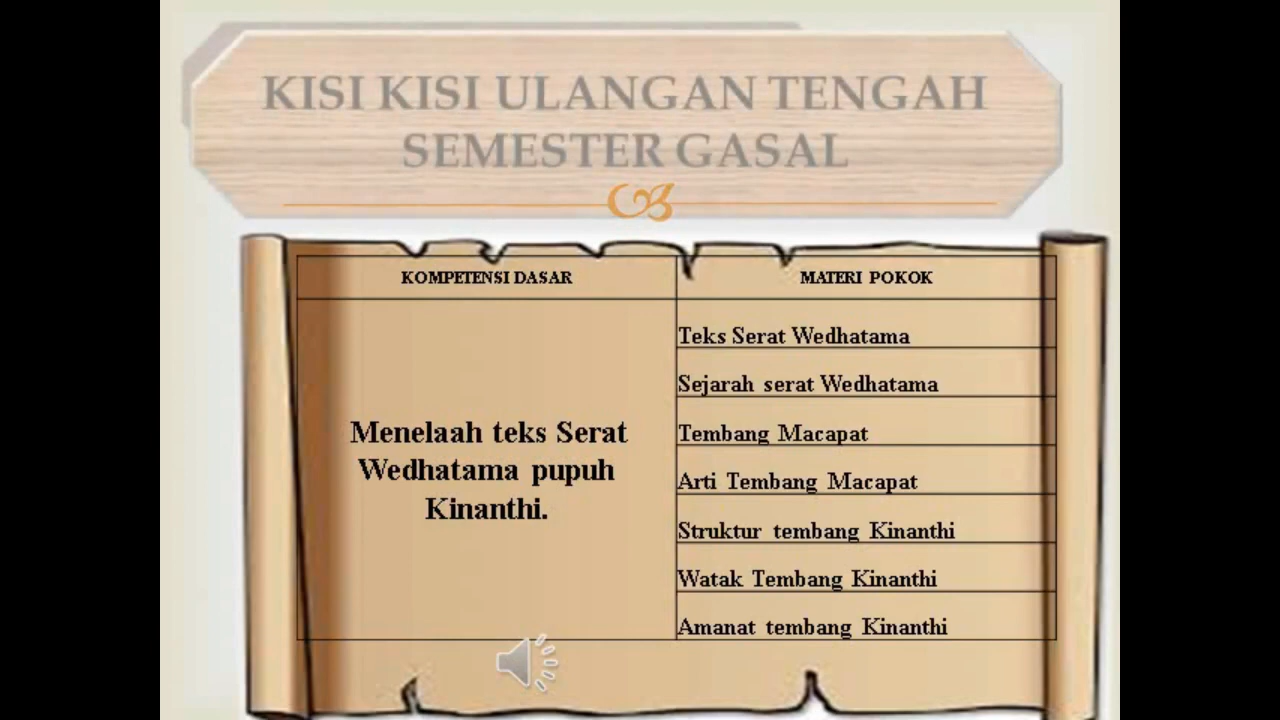 KISI KISI ULANGAN TENGAH
SEMESTER GASAL
KOMPETENSI DASAR
MATERI POKOK
Menelaah teks Serat
Wedhatama pupuh
Kinanthi.
Teks Serat Wedhatama
Sejarah serat Wedhatama
Tembang Macapat
Arti Tembang Macapat
Struktur tembang Kinanthi
Watak Tembang Kinanthi
Amanat tembang Kinanthi